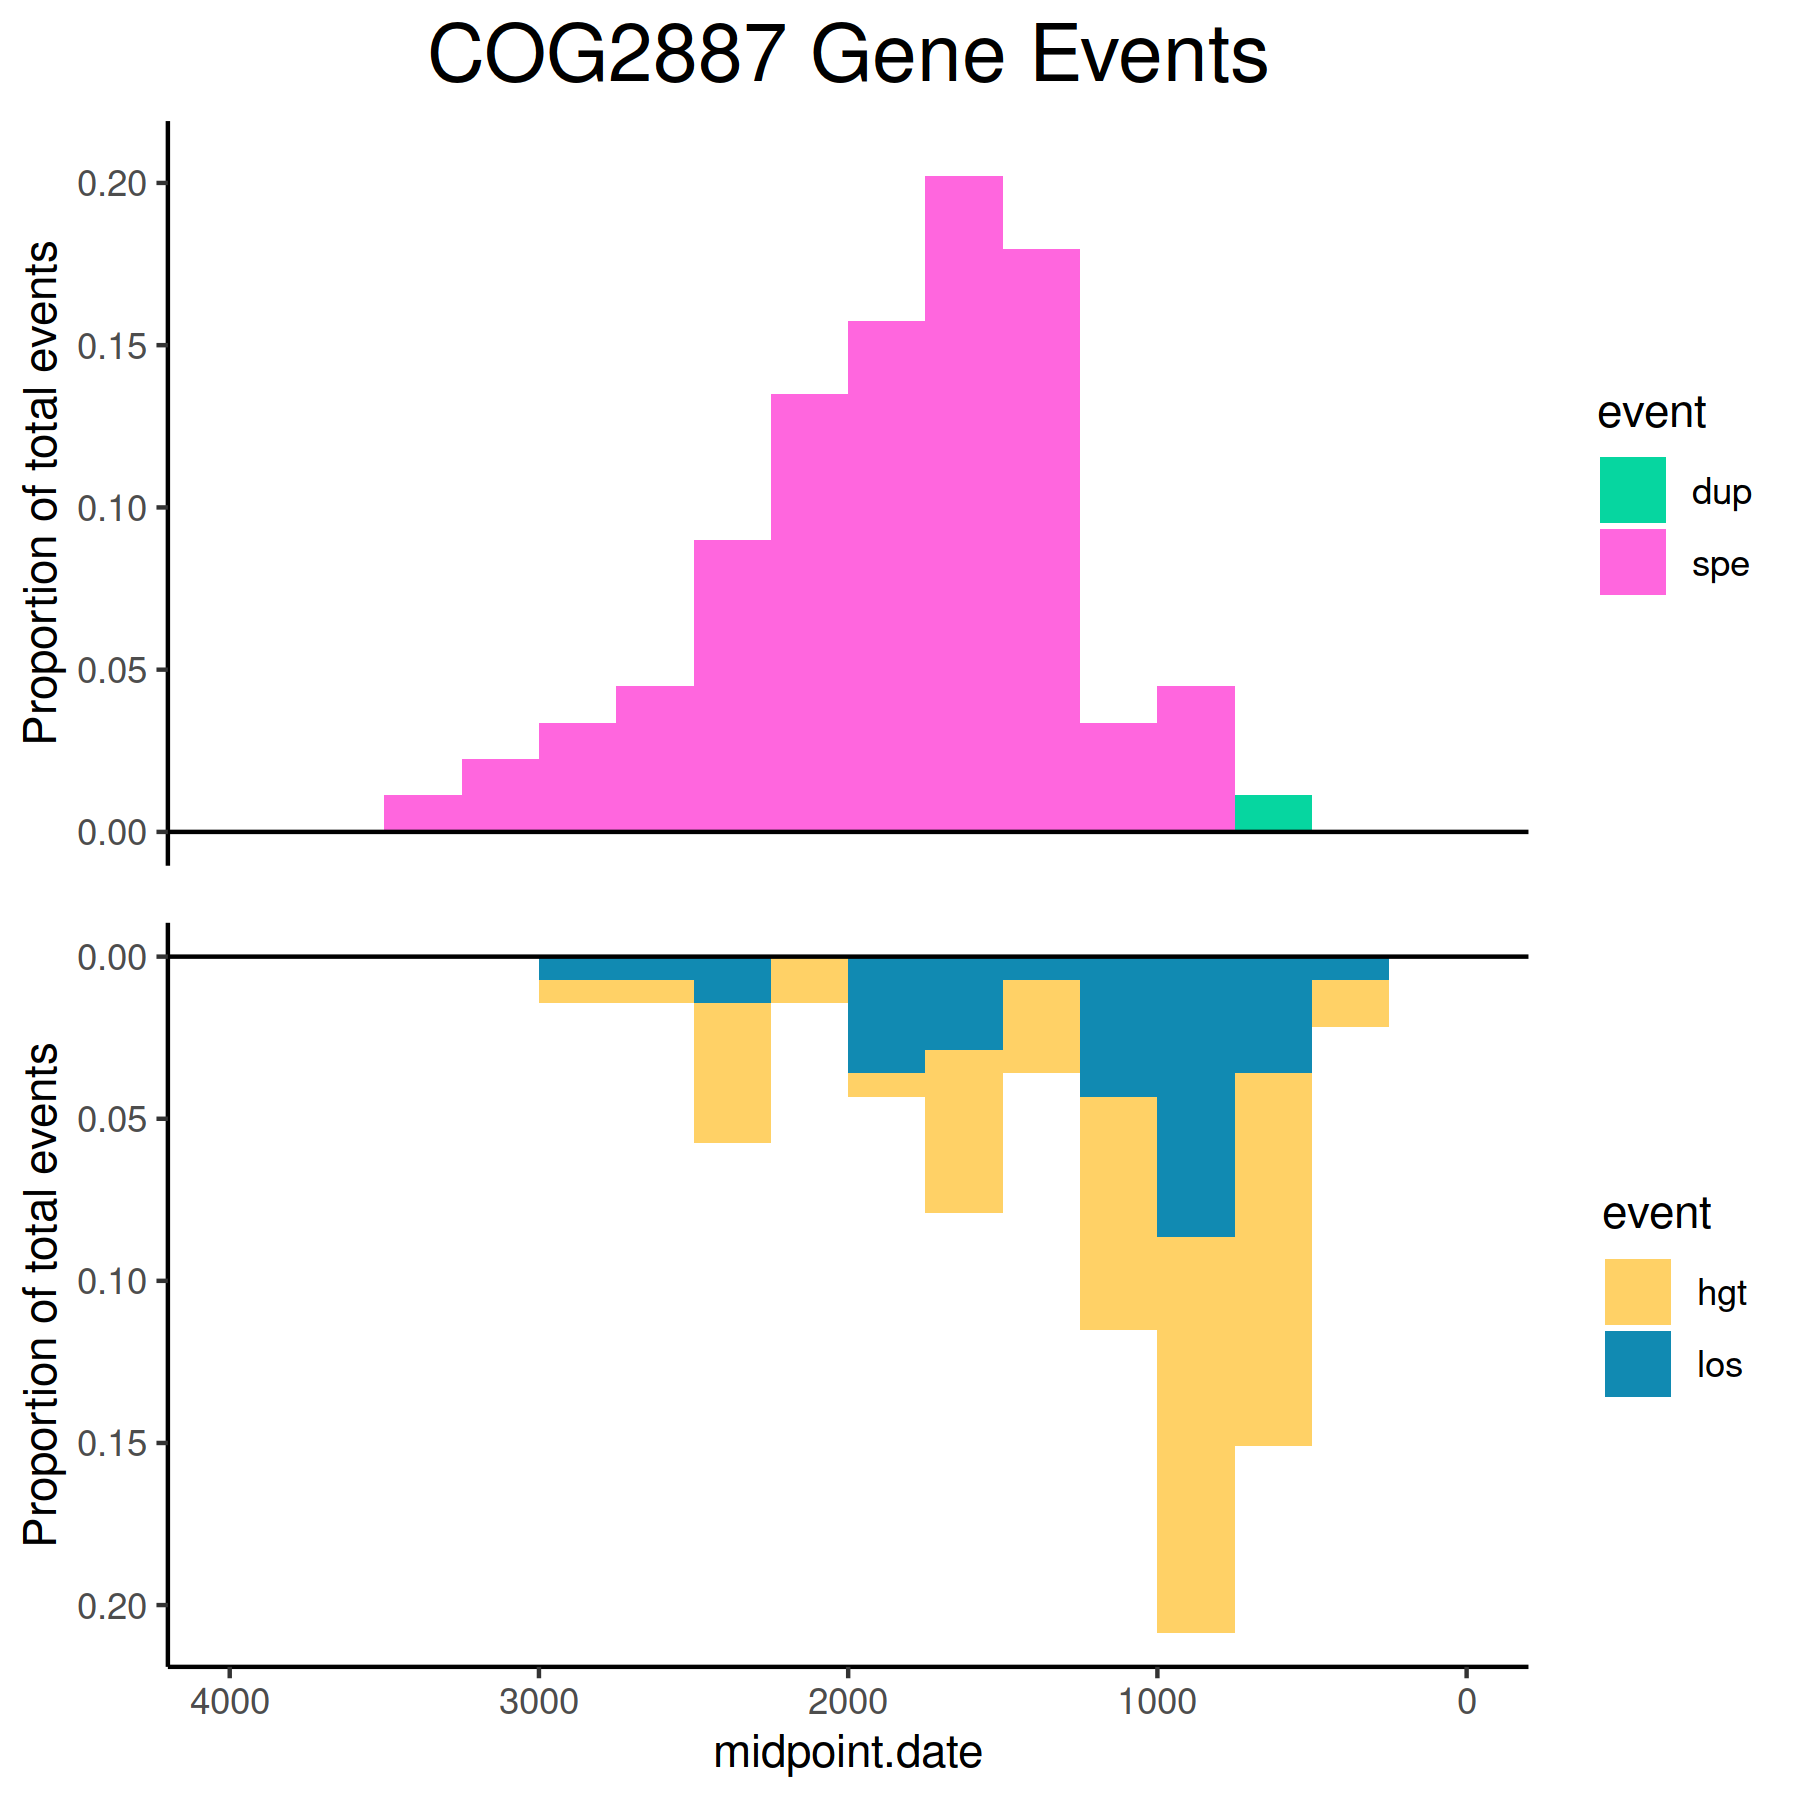 COG2887 Gene Events
Proportion of total events
0.20
0.15
0.10
0.05
0.00
event
dup
spe
Proportion of total events
0.00
0.05
0.10
0.15
0.20
event
hgt
los
4000 3000 2000 1000 0
midpoint.date